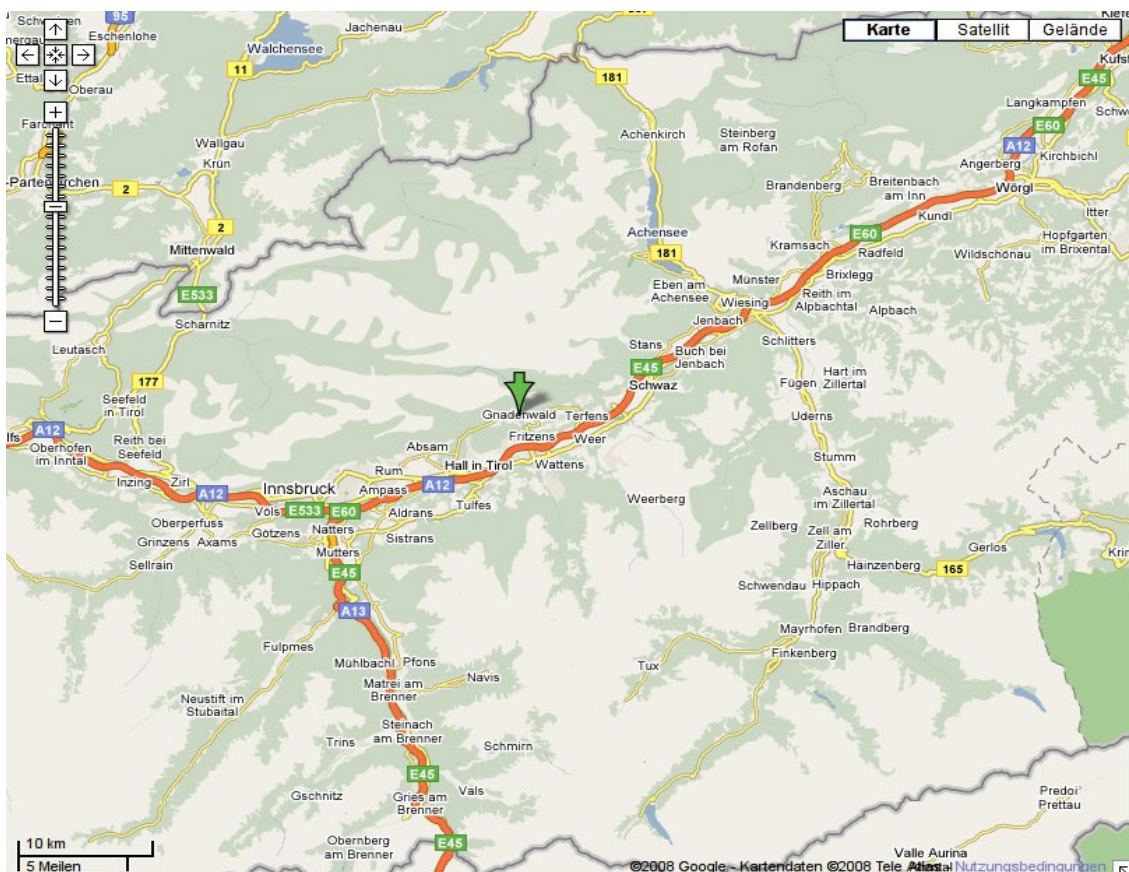 95
Eschenlohe
Ettal
Oberau
Farchant
-Partenkirchen
Jachenau
Walchensee
11
Wallgau
Krün
2
2
Mittenwald
E533
Scharnitz
Leutasch
177
Seefeld
in Tirol
Reith bei
Seefeld
A12
Oberhofen
im Inntal
Inzing
Zirl
A12
Innsbruck
Völs
E533
E60
Natters
Mutters
Götzens
Axams
Oberperfuss
Grinzens
Sellrain
Rum
Ampass
A12
Absam
Hall in Tirol
Aldrans
Sistrans
Tulfes
Gnadenwald
Fritzens
Terfens
Weer
Wattens
Weerberg
E45
Schwaz
Stans
Buch bei
Jenbach
Jenbach
Wiesing
Münster
Eben am
Achensee
181
Achensee
Achenkirch
181
Steinberg
am Rofan
Brandenberg
Breitenbach
am Inn
Kramsach
E60
Radfeld
Kundl
Brixlegg
Reith im
Alpbachtal
Alpbach
Wildschönau
Hopfgarten
im Brixental
Itter
Wörgl
Angerberg
A12
Kirchbichl
E60
Langkampfen
E45
Kufst
Karte
Satellit
Gelände
Schlitters
Fügen
Hart im
Zillertal
Uderns
Stumm
Aschau
im Zillertal
Rohrberg
Zellberg
Zell am
Ziller
Hainzenberg
165
Gerlos
Schwendau
Hippach
Mayrhofen
Brandberg
Finkenberg
Tux
E45
A13
Fulpmes
Mühlbachl
Pfons
Matrei am
Brenner
Navis
Neustift im
Stubaital
Steinach
am Brenner
Trins
Schmirn
E45
Vals
Gschnitz
Gries am
Brenner
Obernberg
am Brenner
E45
Predoi
Prettau
Valle Aurina
10 km
5 Meilen
©2008 Google - Kartendaten ©2008 Tele Atlas - Nutzungsbedingungen